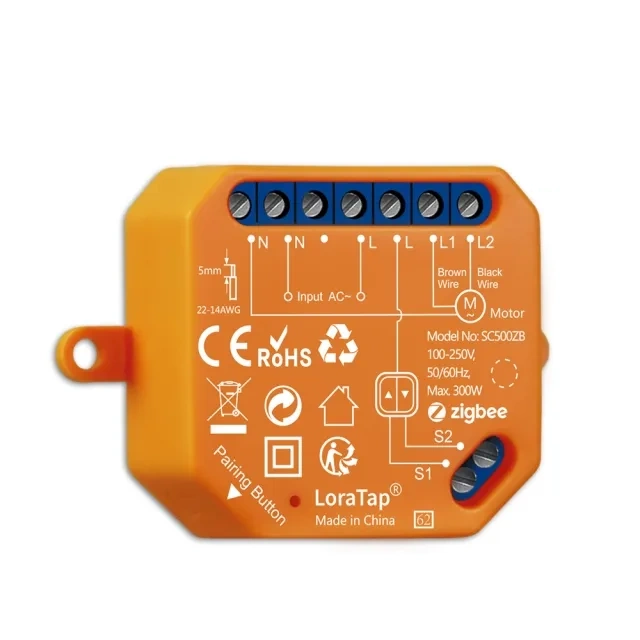 N N L L L1 L2
5mm
22-14AWG
Input AC~
Brown Wire
Black Wire
M
~
Motor
CE
RoHS
Model No: SC500ZB
100-250V,
50/60Hz,
Max. 300W
zigbee
S2
S1
Pairing Button
LoraTap®
Made in China
62